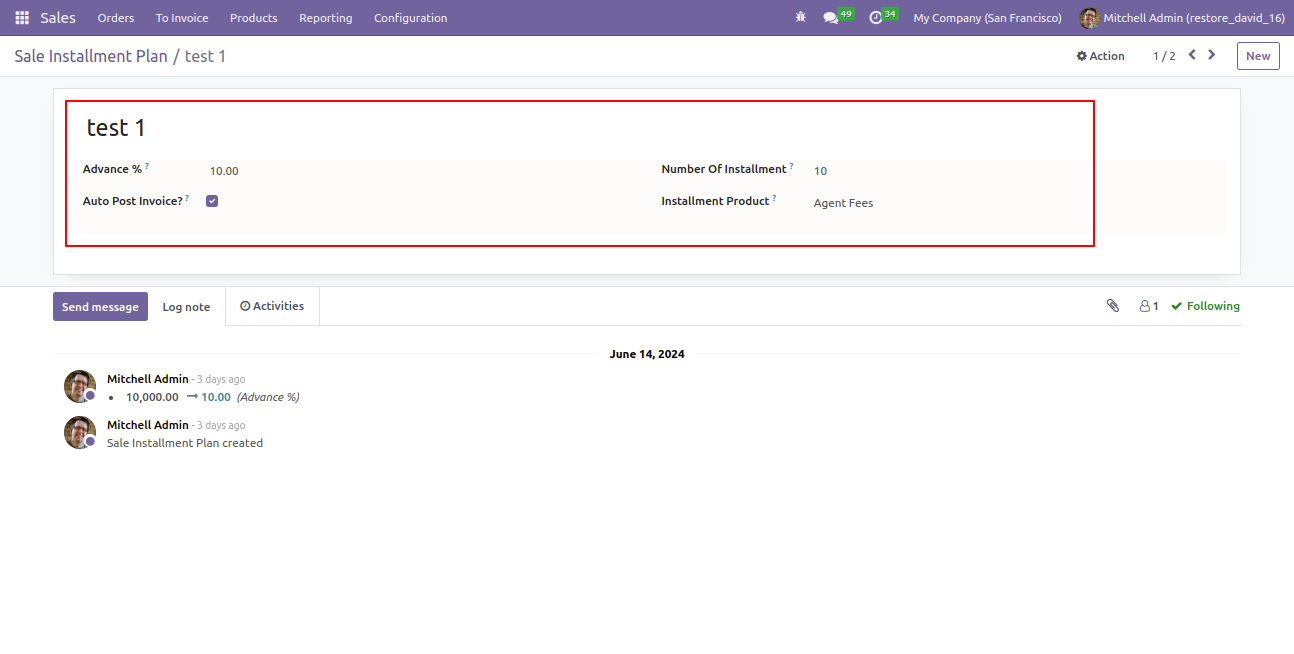 Sales Orders To Invoice Products Reporting Configuration 49 34 My Company (San Francisco) Mitchell Admin (restore_david_16)
Sale Installment Plan / test 1 Action 1 / 2 New
test 1
Advance % ? 10.00 Number Of Installment ? 10
Auto Post Invoice? ? Installment Product ? Agent Fees
Send message Log note Activities 1 Following
June 14, 2024
Mitchell Admin - 3 days ago
• 10,000.00 → 10.00 (Advance %)
Mitchell Admin - 3 days ago
Sale Installment Plan created